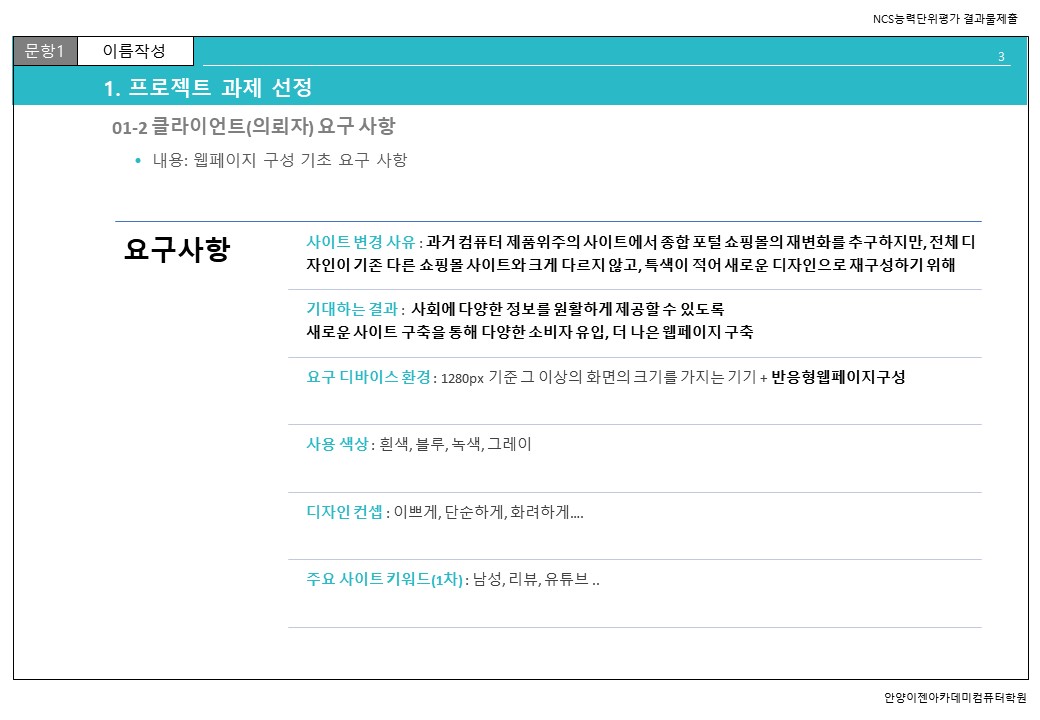 NCS능력단위평가 결과물제출
문항1
이름작성
3
1. 프로젝트 과제 선정
01-2 클라이언트(의뢰자) 요구 사항
• 내용: 웹페이지 구성 기초 요구 사항
요구사항
사이트 변경 사유 : 과거 컴퓨터 제품위주의 사이트에서 종합 포털 쇼핑몰의 재변화를 추구하지만, 전체 디
자인이 기존 다른 쇼핑몰 사이트와 크게 다르지 않고, 특색이 적어 새로운 디자인으로 재구성하기 위해
기대하는 결과 : 사회에 다양한 정보를 원활하게 제공할 수 있도록
새로운 사이트 구축을 통해 다양한 소비자 유입, 더 나은 웹페이지 구축
요구 디바이스 환경 : 1280px 기준 그 이상의 화면의 크기를 가지는 기기 + 반응형웹페이지구성
사용 색상 : 흰색, 블루, 녹색, 그레이
디자인 컨셉 : 이쁘게, 단순하게, 화려하게....
주요 사이트 키워드(1차) : 남성, 리뷰, 유튜브 ..
안양이젠아카데미컴퓨터학원